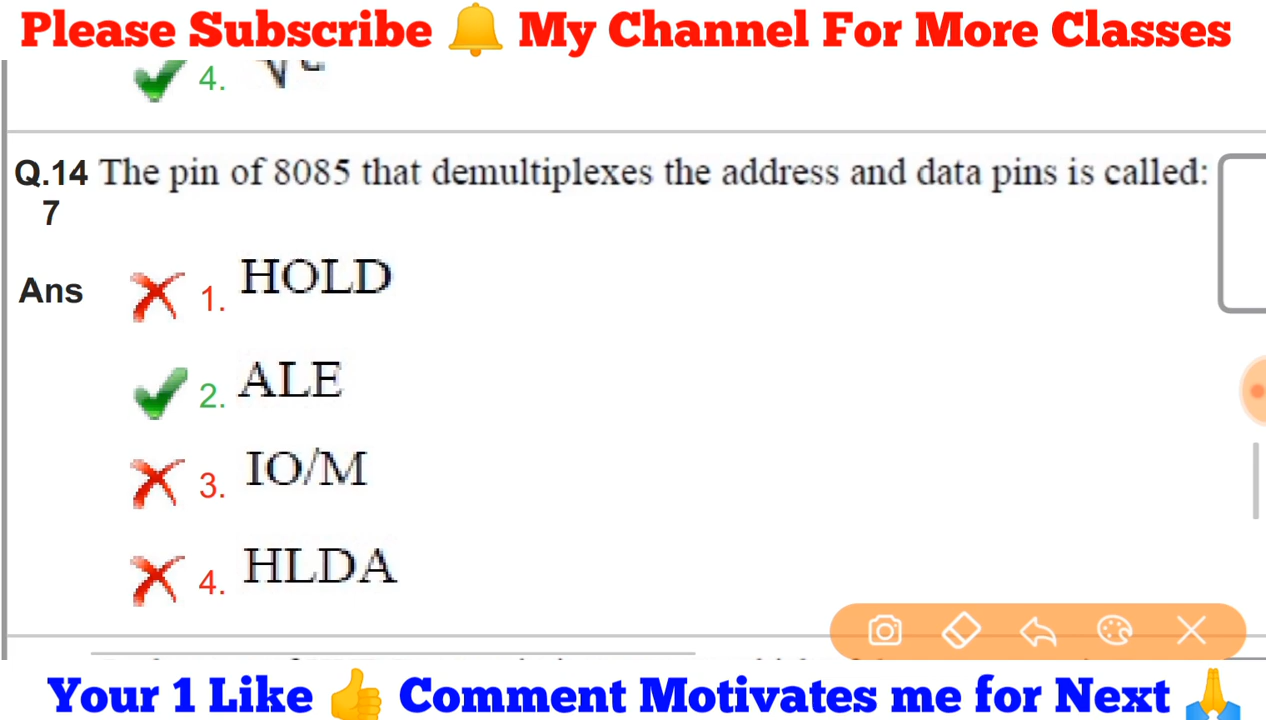 Please Subscribe 🔔 My Channel For More Classes
4.
Q.14 The pin of 8085 that demultiplexes the address and data pins is called:
7
Ans
1. HOLD
2. ALE
3. IO/M
4. HLDA
Your 1 Like 👍 Comment Motivates me for Next 🙏